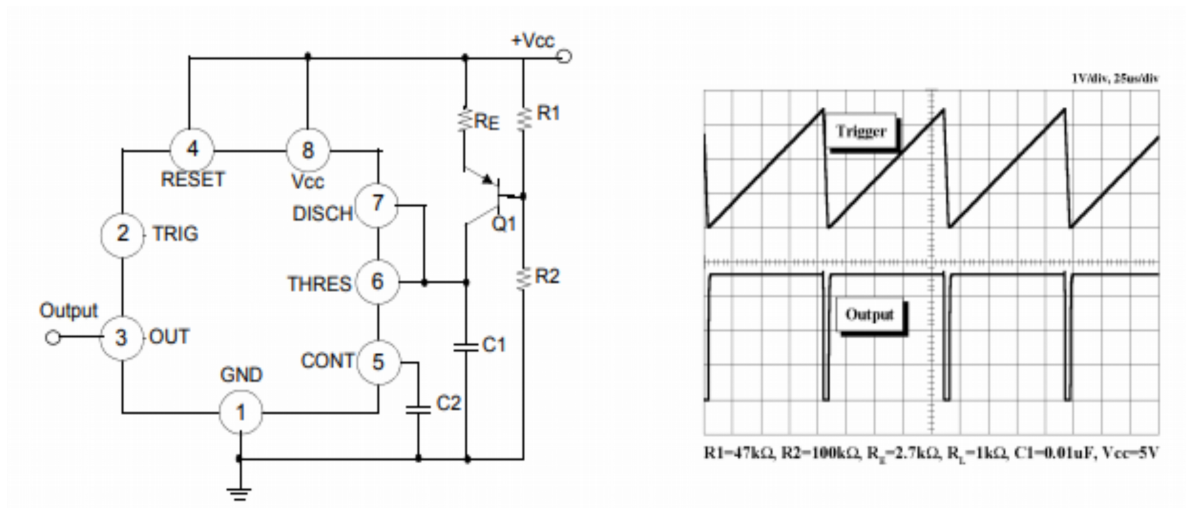 +Vcc
RE
R1
4
RESET
8
Vcc
DISCH
7
Q1
2
TRIG
THRES
6
R2
Output
3
OUT
C1
CONT
5
GND
1
C2
1V/div, 25us/div
Trigger
Output
R1=47kΩ, R2=100kΩ, RE=2.7kΩ, RL=1kΩ, C1=0.01uF, Vcc=5V